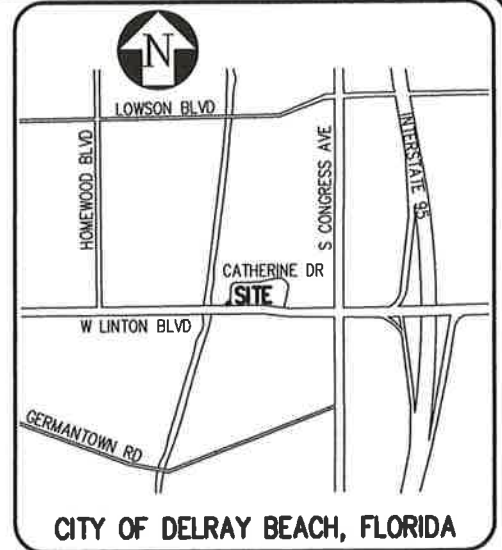 N
LOWSON BLVD
HOMEWOOD BLVD
S CONGRESS AVE
INTERSTATE 95
CATHERINE DR
SITE
W LINTON BLVD
GERMANTOWN RD
CITY OF DELRAY BEACH, FLORIDA